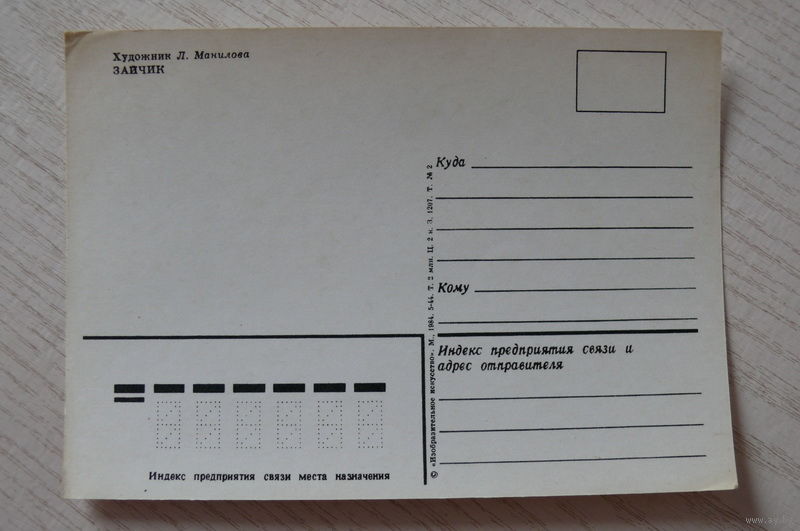 Художник Л. Манилова
ЗАЙЧИК
Куда
Кому
© «Изобразительное искусство». М., 1984. 5-44. Т. 2 млн. Ц. 2 к. З. 1207. Т. № 2
Индекс предприятия связи и
адрес отправителя
Индекс предприятия связи места назначения